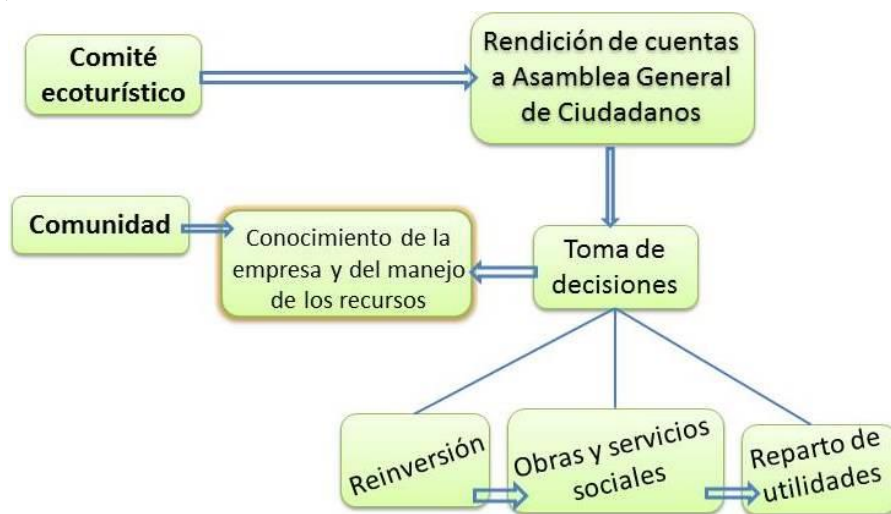 Comité
ecoturístico
Rendición de cuentas
a Asamblea General
de Ciudadanos
Comunidad
Conocimiento de la
empresa y del manejo
de los recursos
Toma de
decisiones
Reinversión
Obras y servicios
sociales
Reparto de
utilidades